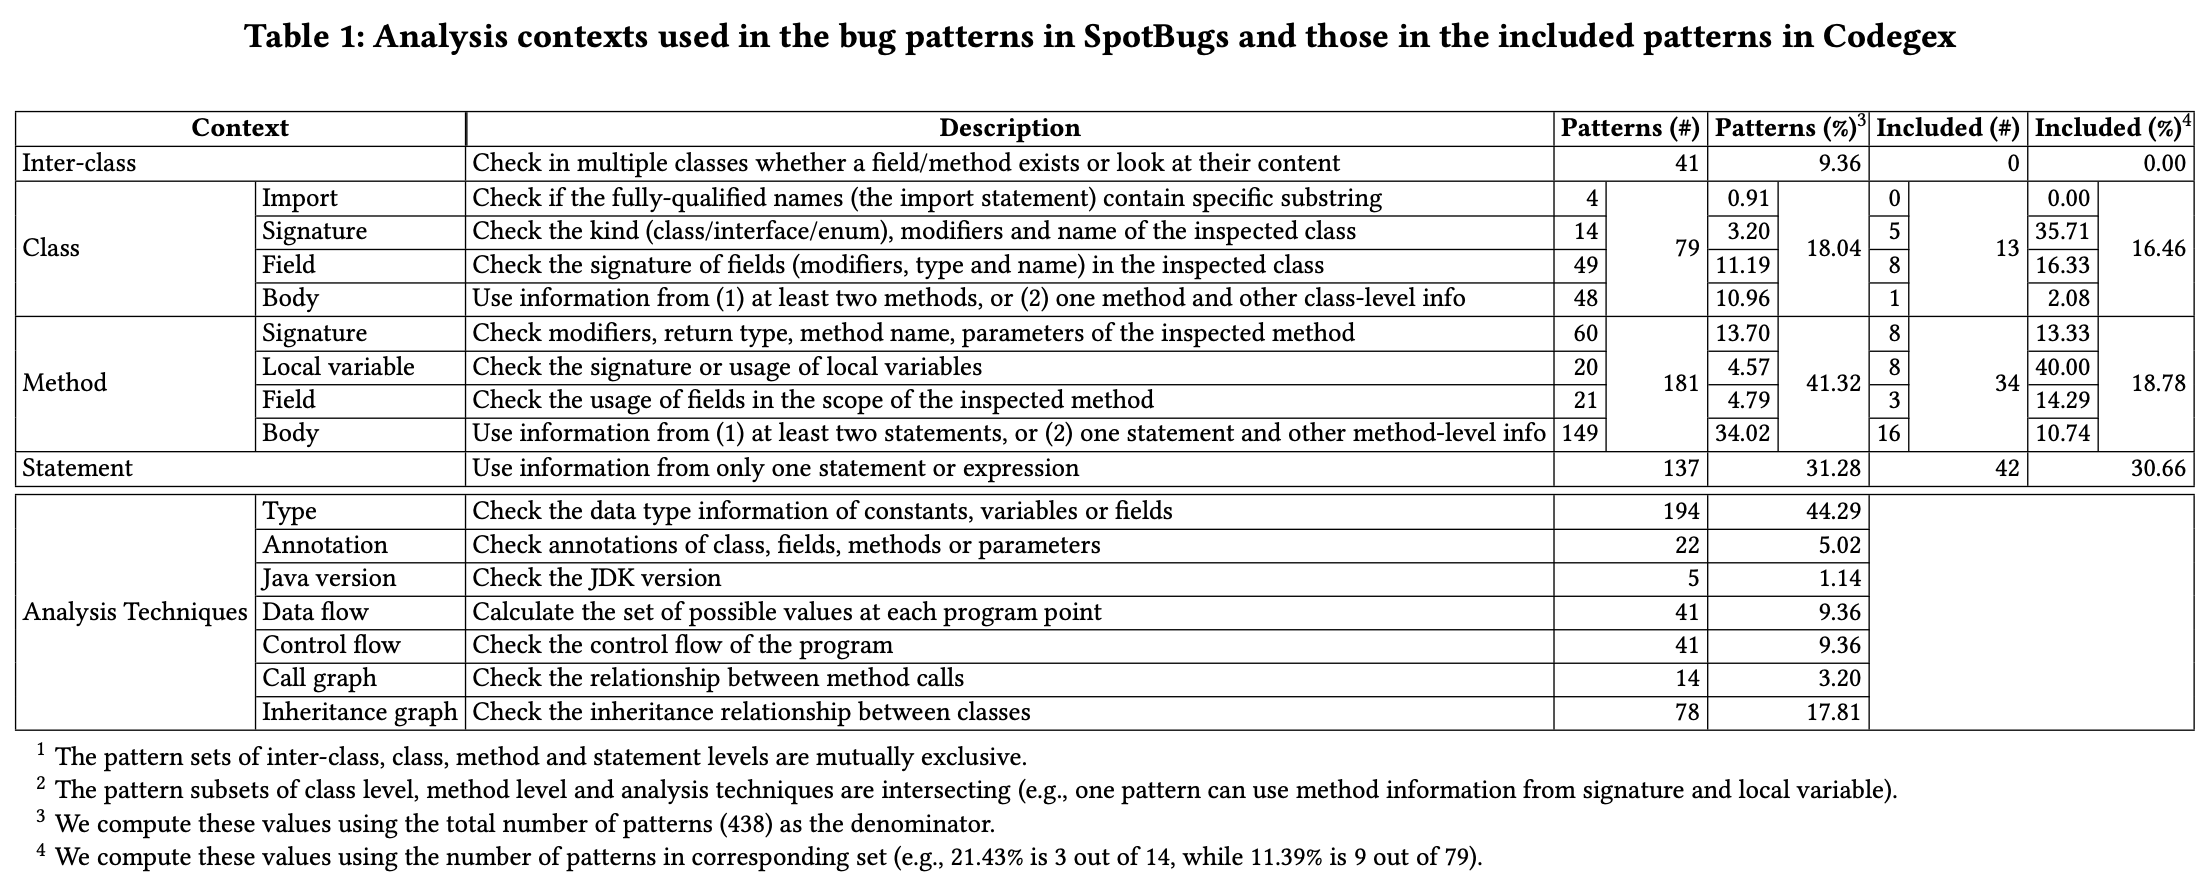 Table 1: Analysis contexts used in the bug patterns in SpotBugs and those in the included patterns in Codegex
Context Description Patterns (#) Patterns (%)3 Included (#) Included (%)4
Inter-class Check in multiple classes whether a field/method exists or look at their content 41 9.36 0 0.00
Import Check if the fully-qualified names (the import statement) contain specific substring 4 0.91 0 0.00
Signature Check the kind (class/interface/enum), modifiers and name of the inspected class 14 3.20 5 35.71
Class 79 18.04 13 16.46
Field Check the signature of fields (modifiers, type and name) in the inspected class 49 11.19 8 16.33
Body Use information from (1) at least two methods, or (2) one method and other class-level info 48 10.96 1 2.08
Signature Check modifiers, return type, method name, parameters of the inspected method 60 13.70 8 13.33
Local variable Check the signature or usage of local variables 20 4.57 8 40.00
Method 181 41.32 34 18.78
Field Check the usage of fields in the scope of the inspected method 21 4.79 3 14.29
Body Use information from (1) at least two statements, or (2) one statement and other method-level info 149 34.02 16 10.74
Statement Use information from only one statement or expression 137 31.28 42 30.66
Type Check the data type information of constants, variables or fields 194 44.29
Annotation Check annotations of class, fields, methods or parameters 22 5.02
Java version Check the JDK version 5 1.14
Analysis Techniques Data flow Calculate the set of possible values at each program point 41 9.36
Control flow Check the control flow of the program 41 9.36
Call graph Check the relationship between method calls 14 3.20
Inheritance graph Check the inheritance relationship between classes 78 17.81
1 The pattern sets of inter-class, class, method and statement levels are mutually exclusive.
2 The pattern subsets of class level, method level and analysis techniques are intersecting (e.g., one pattern can use method information from signature and local variable).
3 We compute these values using the total number of patterns (438) as the denominator.
4 We compute these values using the number of patterns in corresponding set (e.g., 21.43% is 3 out of 14, while 11.39% is 9 out of 79).